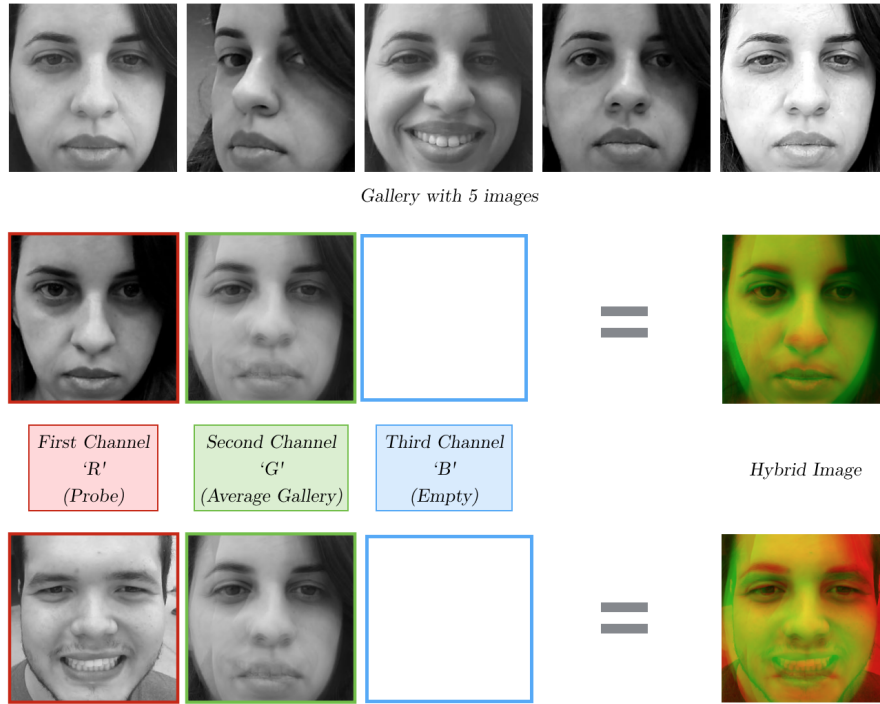 Gallery with 5 images
First Channel
‘R'
(Probe)
Second Channel
‘G'
(Average Gallery)
Third Channel
‘B'
(Empty)
Hybrid Image